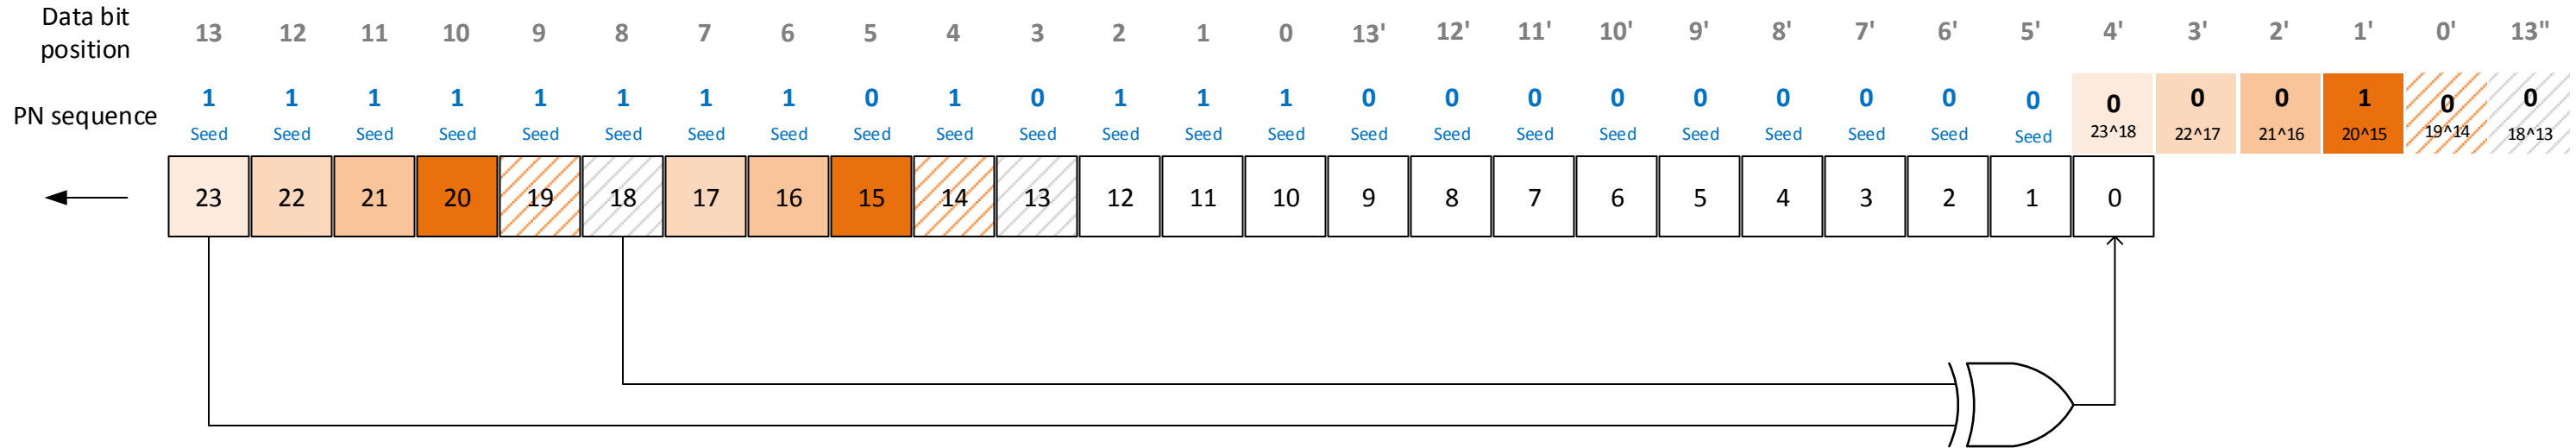 Data bit
position
13 12 11 10 9 8 7 6 5 4 3 2 1 0 13' 12' 11' 10' 9' 8' 7' 6' 5' 4' 3' 2' 1' 0' 13"
PN sequence
1 1 1 1 1 1 1 1 0 1 0 1 1 1 0 0 0 0 0 0 0 0 0 0 0 0 1 0 0
Seed Seed Seed Seed Seed Seed Seed Seed Seed Seed Seed Seed Seed Seed Seed Seed Seed Seed Seed Seed Seed Seed Seed 23^18 22^17 21^16 20^15 19^14 18^13
23 22 21 20 19 18 17 16 15 14 13 12 11 10 9 8 7 6 5 4 3 2 1 0